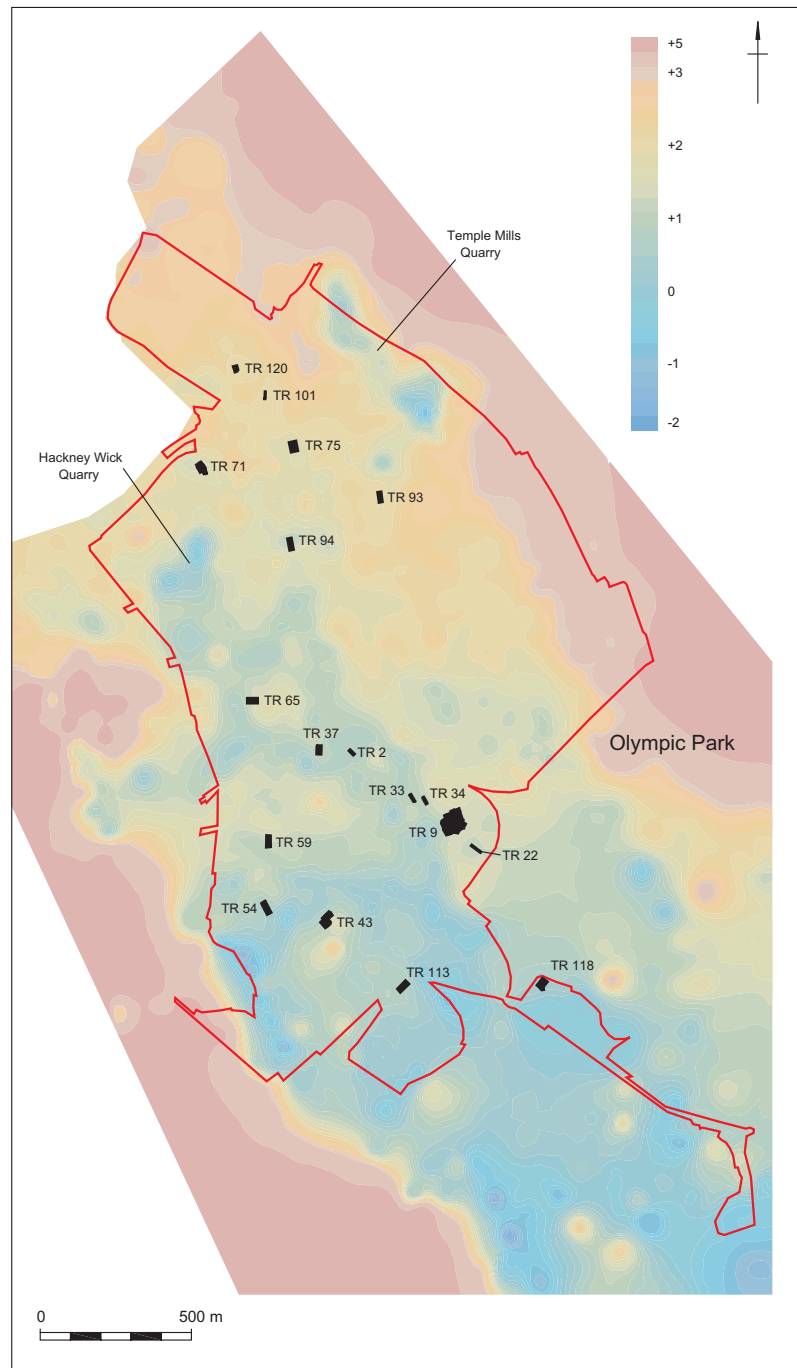 +5
+3
+2
+1
0
-1
-2
Temple Mills
Quarry
TR 120
TR 101
TR 75
Hackney Wick
Quarry
TR 71
TR 93
TR 94
TR 65
TR 37
TR 2
Olympic Park
TR 33
TR 34
TR 9
TR 59
TR 22
TR 54
TR 43
TR 113
TR 118
0
500 m